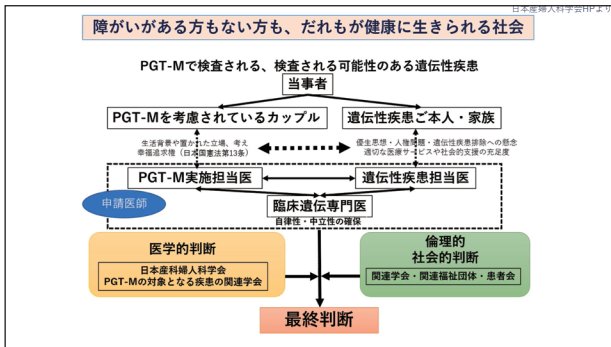 日本産婦人科学会HPより
障がいがある方もない方も、だれもが健康に生きられる社会
PGT-Mで検査される、検査される可能性のある遺伝性疾患
当事者
PGT-Mを考慮されているカップル
遺伝性疾患ご本人・家族
生活背景や置かれた立場、考え
幸福追求権（日本国憲法第13条）
優生思想・人権問題・遺伝性疾患排除への懸念
適切な医療サービスや社会的支援の充足度
PGT-M実施担当医
遺伝性疾患担当医
申請医師
臨床遺伝専門医
自律性・中立性の確保
医学的判断
日本産科婦人科学会
PGT-Mの対象となる疾患の関連学会
倫理的
社会的判断
関連学会・関連福祉団体・患者会
最終判断